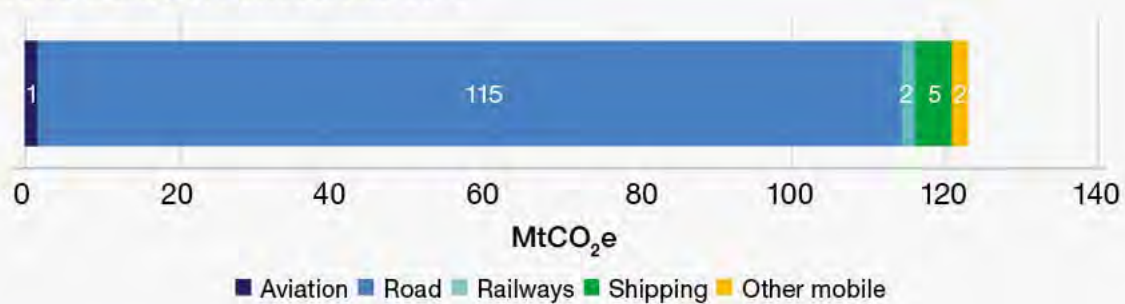 1 115 2 5 2
0 20 40 60 80 100 120 140
MtCO₂e
Aviation Road Railways Shipping Other mobile